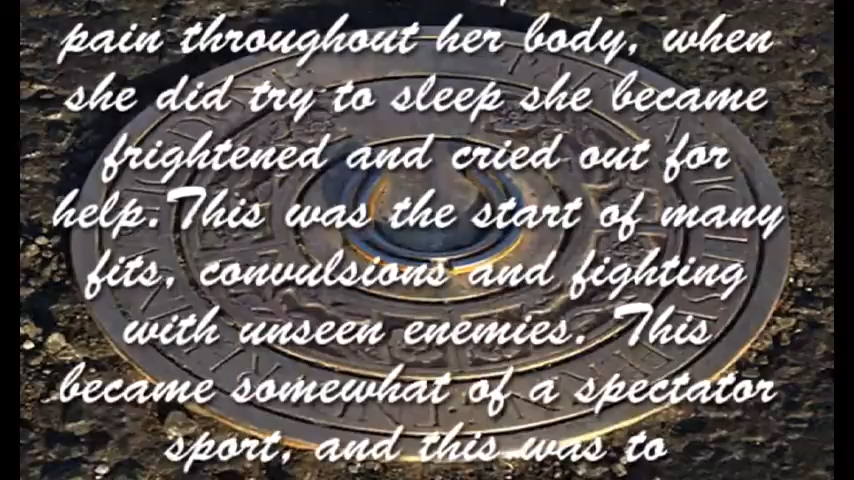 pain throughout her body, when
she did try to sleep she became
frightened and cried out for
help.This was the start of many
fits, convulsions and fighting
with unseen enemies. This
became somewhat of a spectator
sport, and this was to